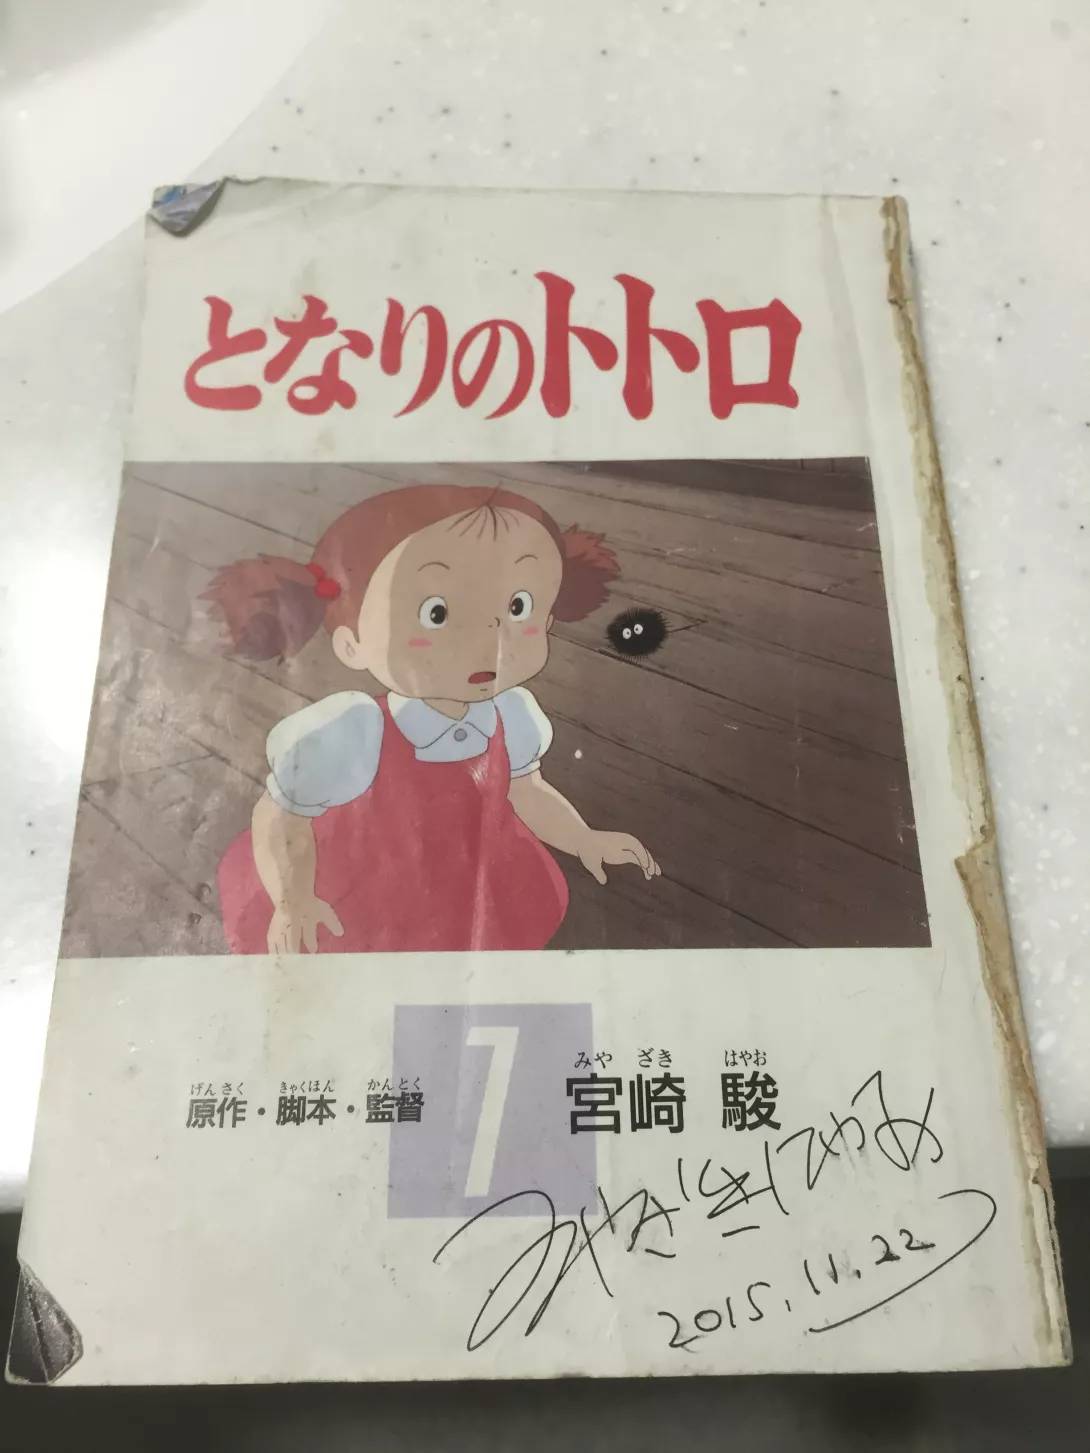 となりのトトロ
げんさく きゃくほん かんとく
原作・脚本・監督
1
みやざき はやお
宮崎 駿
みやざきはやお
2015.11.22